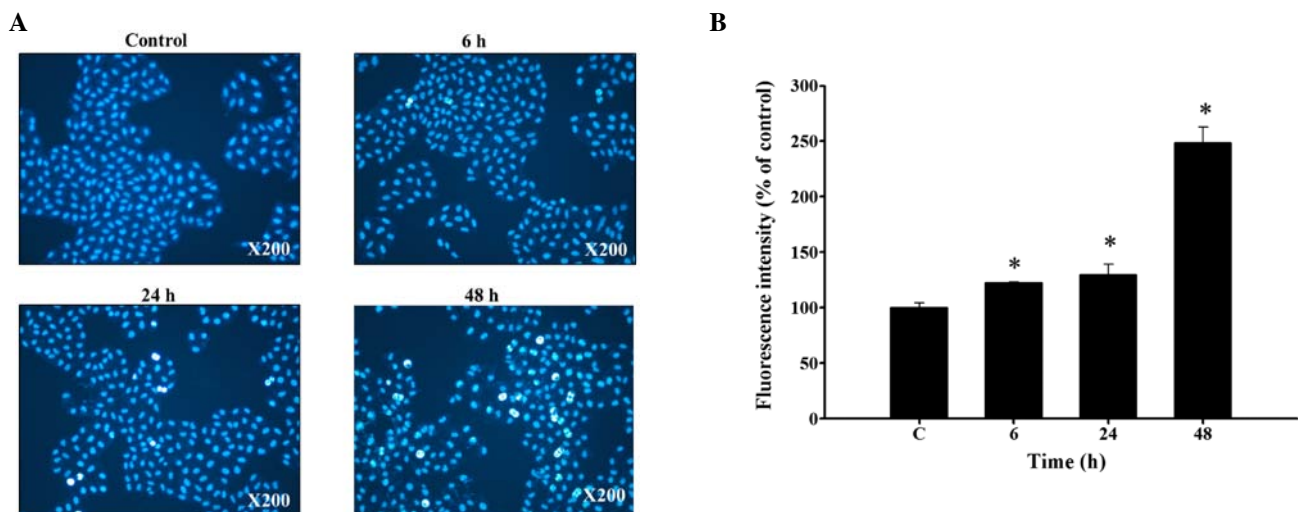 A
Control
6 h
X200
X200
24 h
48 h
X200
X200
B
Fluorescence intensity (% of control)
300
250
200
150
100
50
0
*
*
*
C
6
24
48
Time (h)